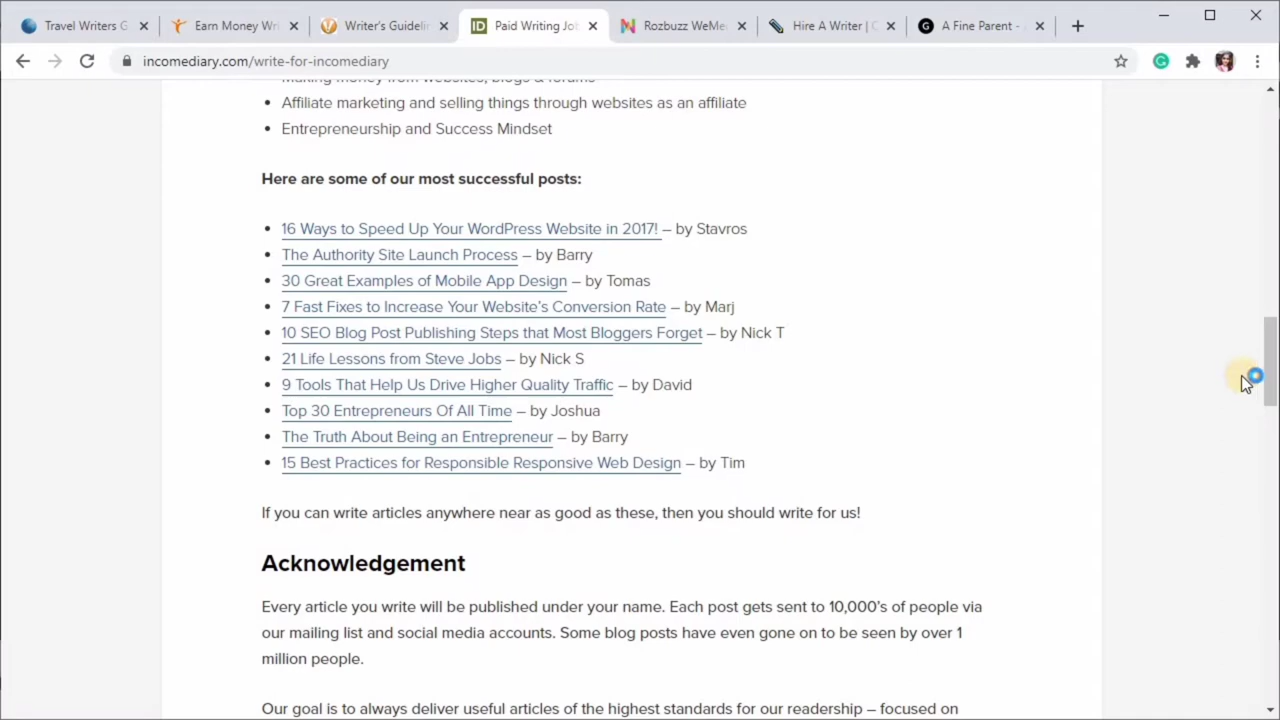 Travel Writers G
Earn Money Wri
Writer's Guidelin
Paid Writing Job
Rozbuzz WeMe
Hire A Writer | C
A Fine Parent -
incomediary.com/write-for-incomediary
Making money from websites, blogs & forums
• Affiliate marketing and selling things through websites as an affiliate
• Entrepreneurship and Success Mindset
Here are some of our most successful posts:
• 16 Ways to Speed Up Your WordPress Website in 2017! – by Stavros
• The Authority Site Launch Process – by Barry
• 30 Great Examples of Mobile App Design – by Tomas
• 7 Fast Fixes to Increase Your Website's Conversion Rate – by Marj
• 10 SEO Blog Post Publishing Steps that Most Bloggers Forget – by Nick T
• 21 Life Lessons from Steve Jobs – by Nick S
• 9 Tools That Help Us Drive Higher Quality Traffic – by David
• Top 30 Entrepreneurs Of All Time – by Joshua
• The Truth About Being an Entrepreneur – by Barry
• 15 Best Practices for Responsible Responsive Web Design – by Tim
If you can write articles anywhere near as good as these, then you should write for us!
Acknowledgement
Every article you write will be published under your name. Each post gets sent to 10,000's of people via
our mailing list and social media accounts. Some blog posts have even gone on to be seen by over 1
million people.
Our goal is to always deliver useful articles of the highest standards for our readership – focused on